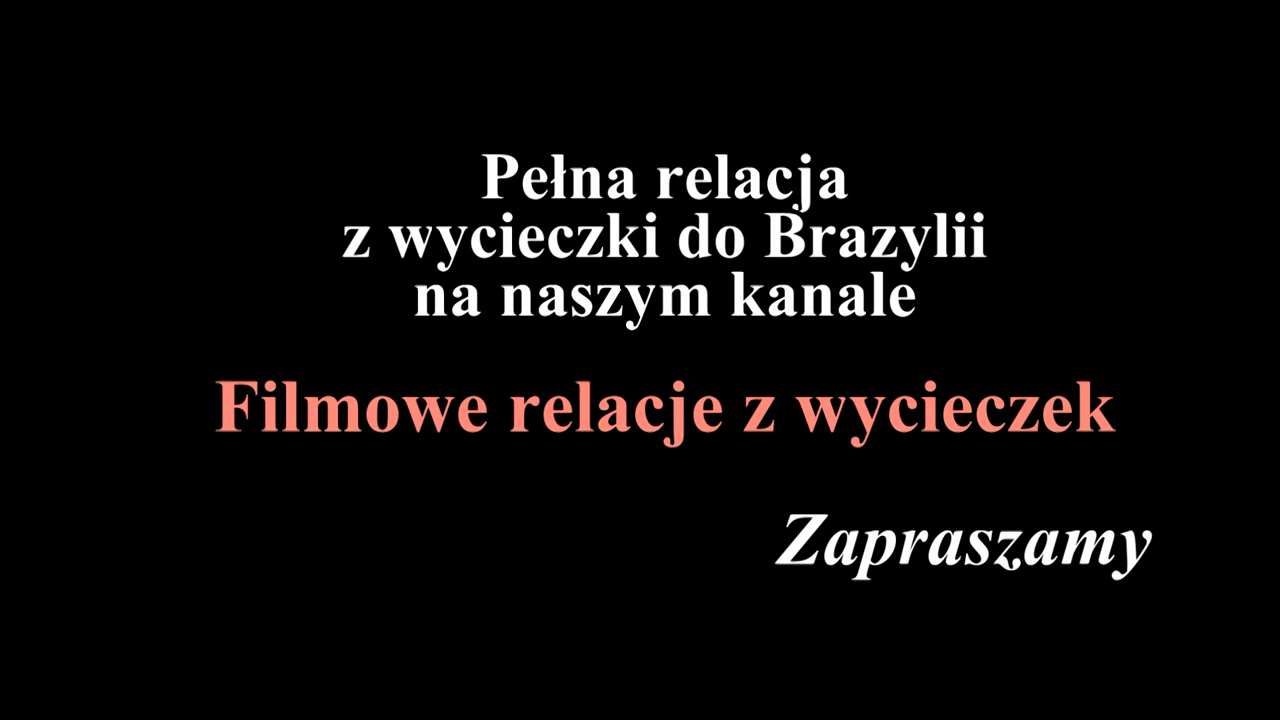 Pełna relacja
z wycieczki do Brazylii
na naszym kanale
Filmowe relacje z wycieczek
Zapraszamy